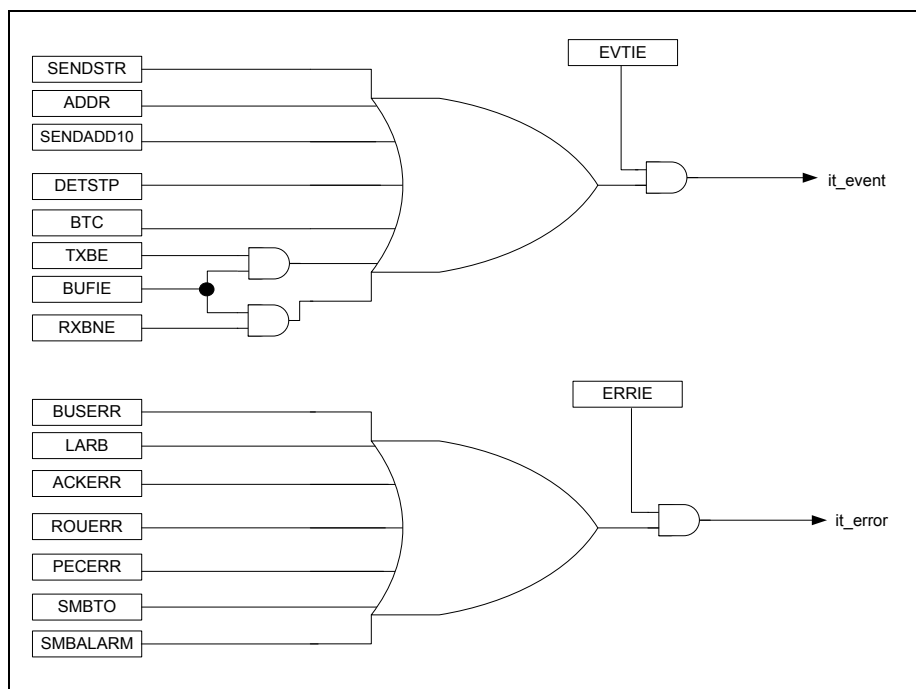 SENDSTR
ADDR
SENDADD10
DETSTP
BTC
TXBE
BUFIE
RXBNE
EVTIE
it_event
BUSERR
LARB
ACKERR
ROUERR
PECERR
SMBTO
SMBALARM
ERRIE
it_error